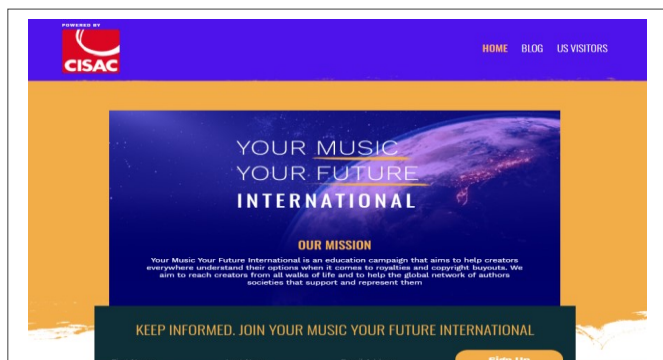 POWERED BY
CISAC
HOME BLOG US VISITORS
YOUR MUSIC
YOUR FUTURE
INTERNATIONAL
OUR MISSION
Your Music Your Future International is an education campaign that aims to help creators
everywhere understand their options when it comes to royalties and copyright buyouts. We
aim to reach creators from all walks of life and to help the global network of authors
societies that support and represent them
KEEP INFORMED. JOIN YOUR MUSIC YOUR FUTURE INTERNATIONAL
Sign Up